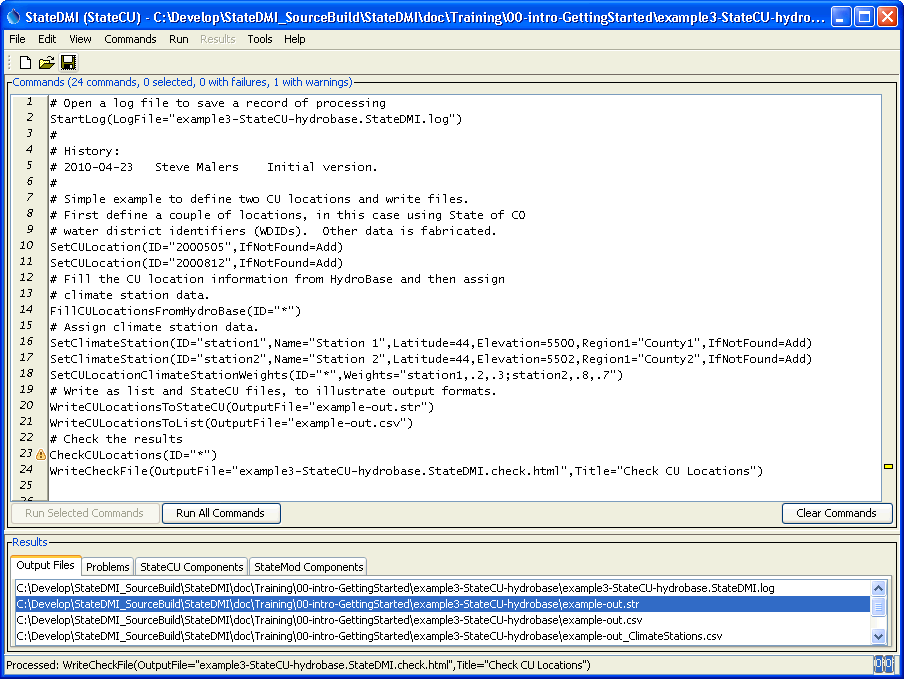 StateDMI (StateCU) - C:\Develop\StateDMI_SourceBuild\StateDMI\doc\Training\00-intro-GettingStarted\example3-StateCU-hydro...
File Edit View Commands Run Results Tools Help
Commands (24 commands, 0 selected, 0 with failures, 1 with warnings)
1 # Open a log file to save a record of processing
2 StartLog(LogFile="example3-StateCU-hydrobase.StateDMI.log")
3 #
4 # History:
5 # 2010-04-23 Steve Malers Initial version.
6 #
7 # Simple example to define two CU locations and write files.
8 # First define a couple of locations, in this case using State of CO
9 # water district identifiers (WDIDs). Other data is fabricated.
10 SetCULocation(ID="2000505",IfNotFound=Add)
11 SetCULocation(ID="2000812",IfNotFound=Add)
12 # Fill the CU location information from HydroBase and then assign
13 # climate station data.
14 FillCULocationsFromHydroBase(ID="*")
15 # Assign climate station data.
16 SetClimateStation(ID="station1",Name="Station 1",Latitude=44,Elevation=5500,Region1="County1",IfNotFound=Add)
17 SetClimateStation(ID="station2",Name="Station 2",Latitude=44,Elevation=5502,Region1="County2",IfNotFound=Add)
18 SetCULocationClimateStationWeights(ID="*",Weights="station1,.2,.3;station2,.8,.7")
19 # Write as list and StateCU files, to illustrate output formats.
20 WriteCULocationsToStateCU(OutputFile="example-out.str")
21 WriteCULocationsToList(OutputFile="example-out.csv")
22 # Check the results
23 CheckCULocations(ID="*")
24 WriteCheckFile(OutputFile="example3-StateCU-hydrobase.StateDMI.check.html",Title="Check CU Locations")
25
Run Selected Commands Run All Commands Clear Commands
Results
Output Files Problems StateCU Components StateMod Components
C:\Develop\StateDMI_SourceBuild\StateDMI\doc\Training\00-intro-GettingStarted\example3-StateCU-hydrobase\example3-StateCU-hydrobase.StateDMI.log
C:\Develop\StateDMI_SourceBuild\StateDMI\doc\Training\00-intro-GettingStarted\example3-StateCU-hydrobase\example-out.str
C:\Develop\StateDMI_SourceBuild\StateDMI\doc\Training\00-intro-GettingStarted\example3-StateCU-hydrobase\example-out.csv
C:\Develop\StateDMI_SourceBuild\StateDMI\doc\Training\00-intro-GettingStarted\example3-StateCU-hydrobase\example-out_ClimateStations.csv
Processed: WriteCheckFile(OutputFile="example3-StateCU-hydrobase.StateDMI.check.html",Title="Check CU Locations")